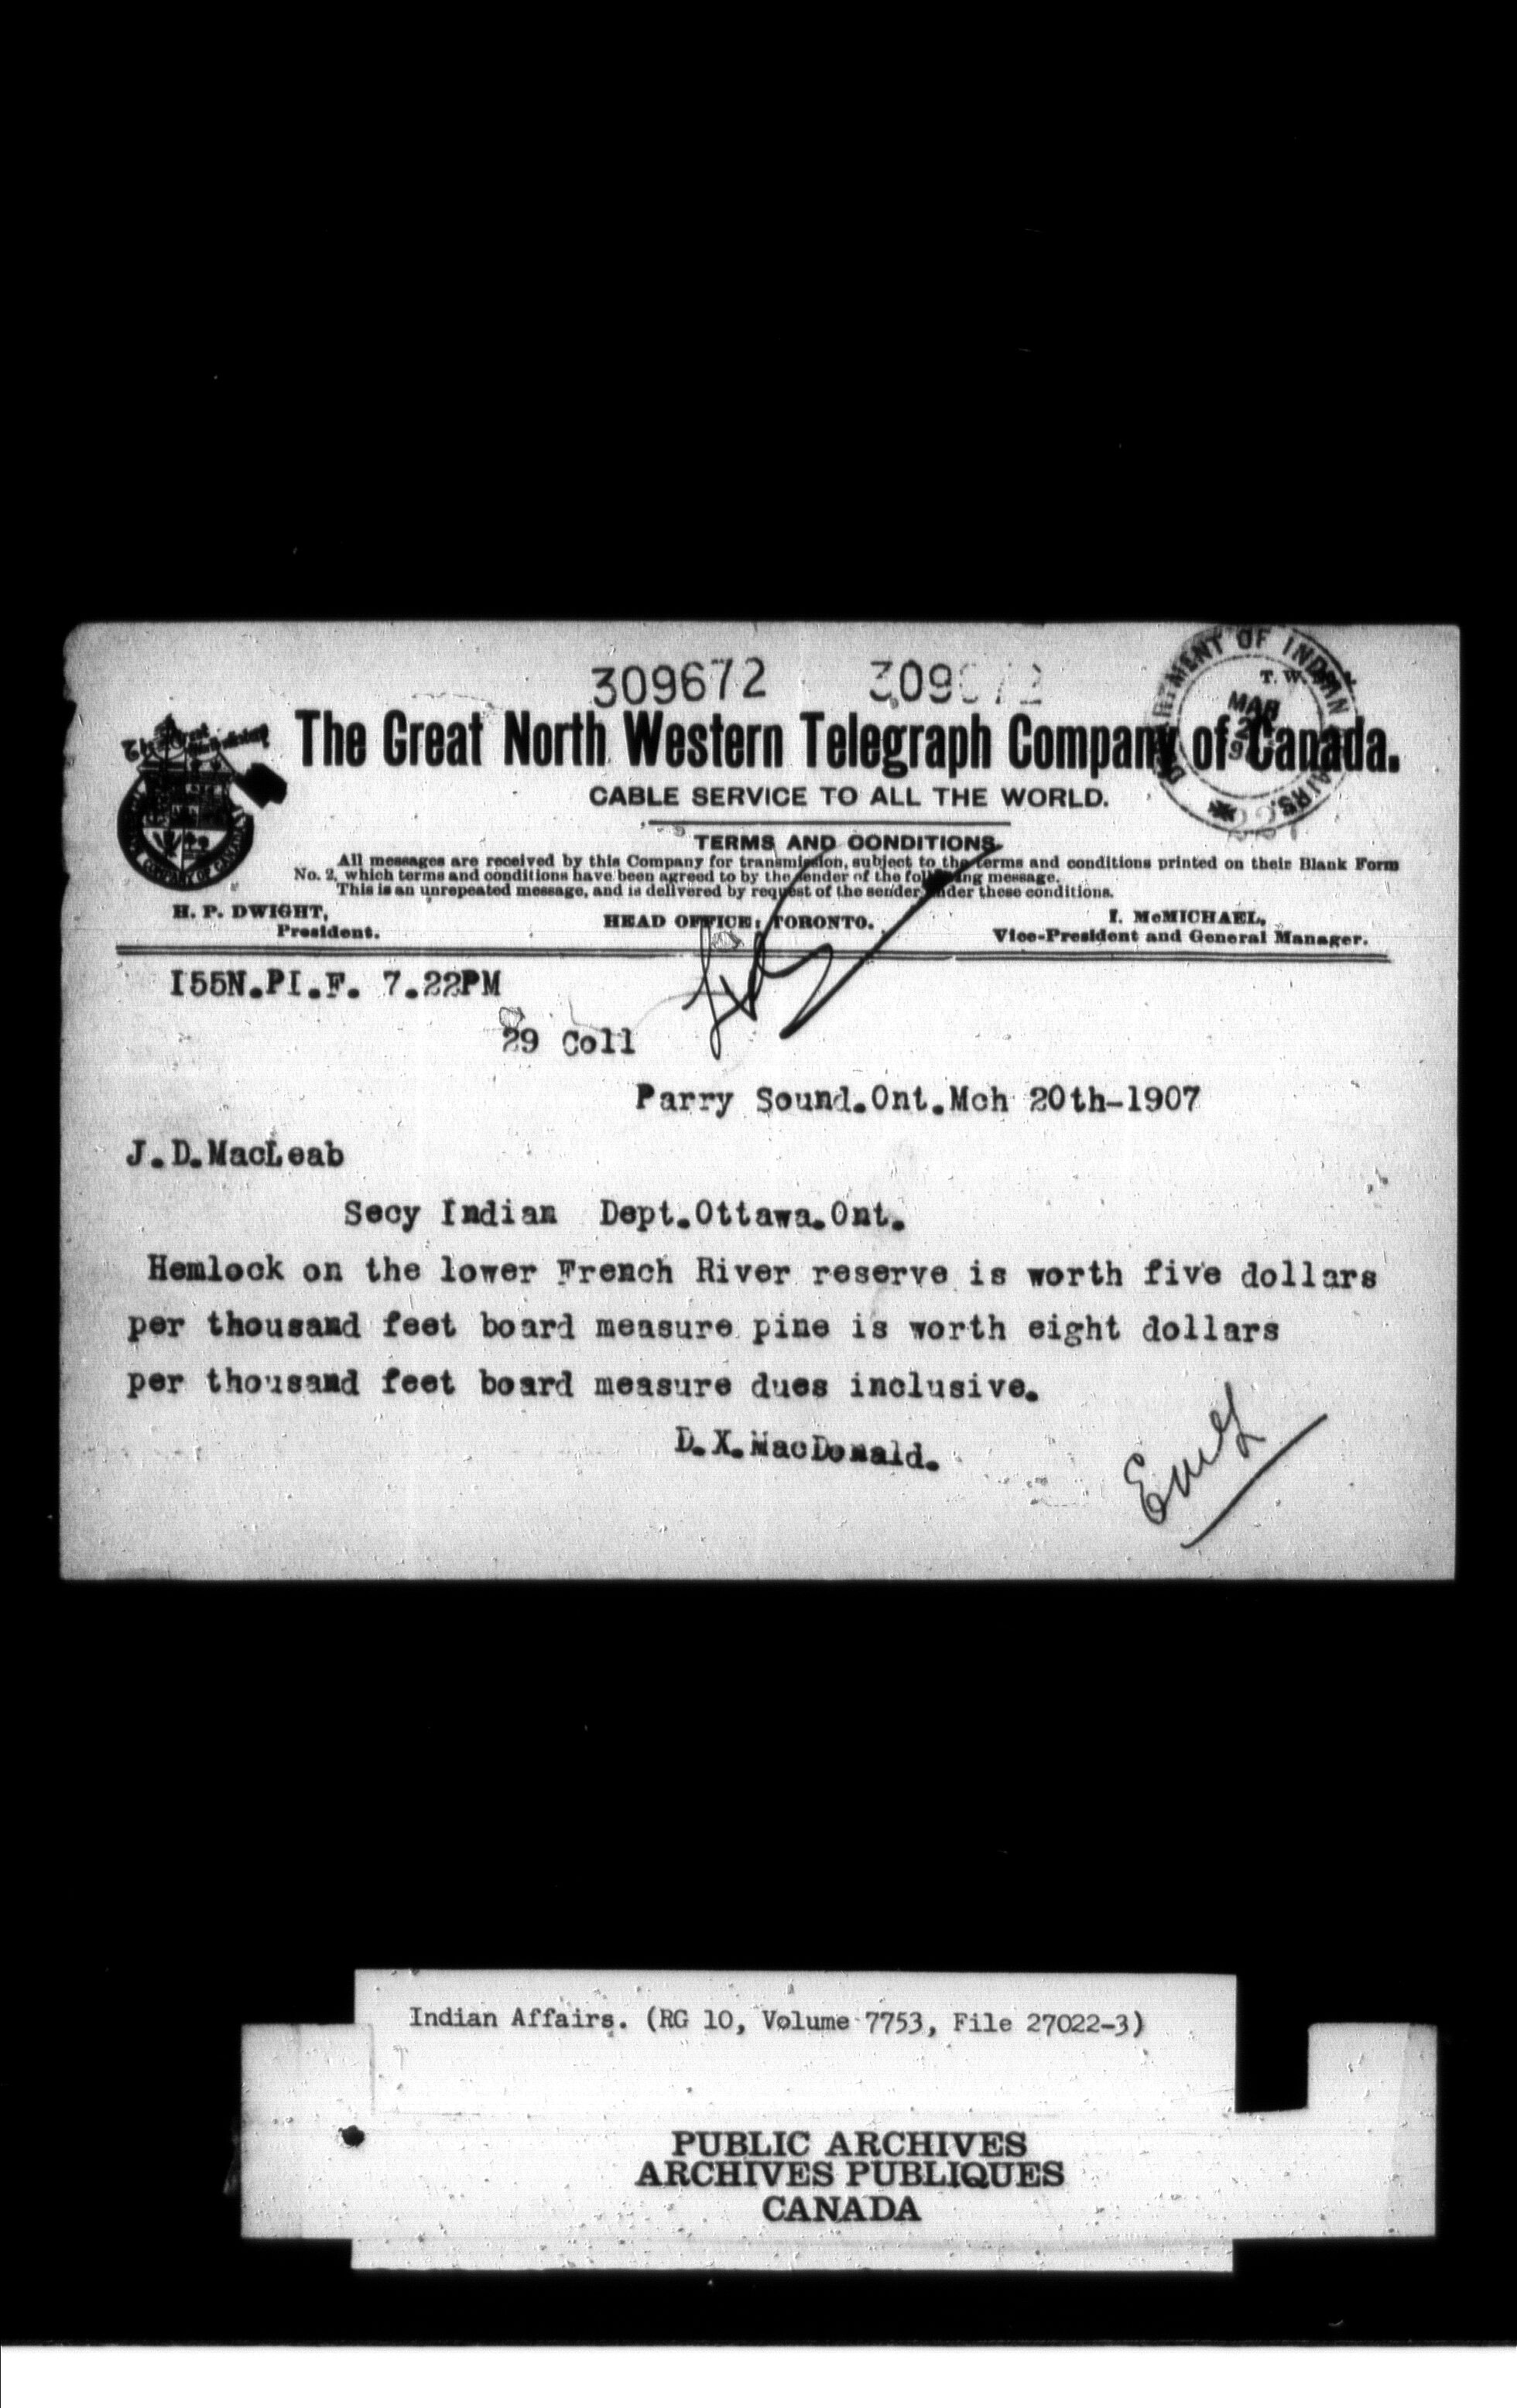 309672 309672
DEPARTMENT OF INDIAN AFFAIRS
MAR
T. W.
The Great North Western Telegraph Company of Canada.
CABLE SERVICE TO ALL THE WORLD.
TERMS AND CONDITIONS.
All messages are received by this Company for transmission, subject to the terms and conditions printed on their Blank Form
No. 2, which terms and conditions have been agreed to by the sender of the following message.
This is an unrepeated message, and is delivered by request of the sender under these conditions.
H. P. DWIGHT,
President.
HEAD OFFICE: TORONTO.
I. McMICHAEL,
Vice-President and General Manager.
I55N.PI.F. 7.22PM
29 Coll
Parry Sound.Ont.Mch 20th-1907
J.D.MacLeab
Secy Indian Dept.Ottawa.Ont.
Hemlock on the lower French River reserve is worth five dollars
per thousand feet board measure pine is worth eight dollars
per thousand feet board measure dues inclusive.
D.X.MacDonald.
Indian Affairs. (RG 10, Volume 7753, File 27022-3)
PUBLIC ARCHIVES
ARCHIVES PUBLIQUES
CANADA